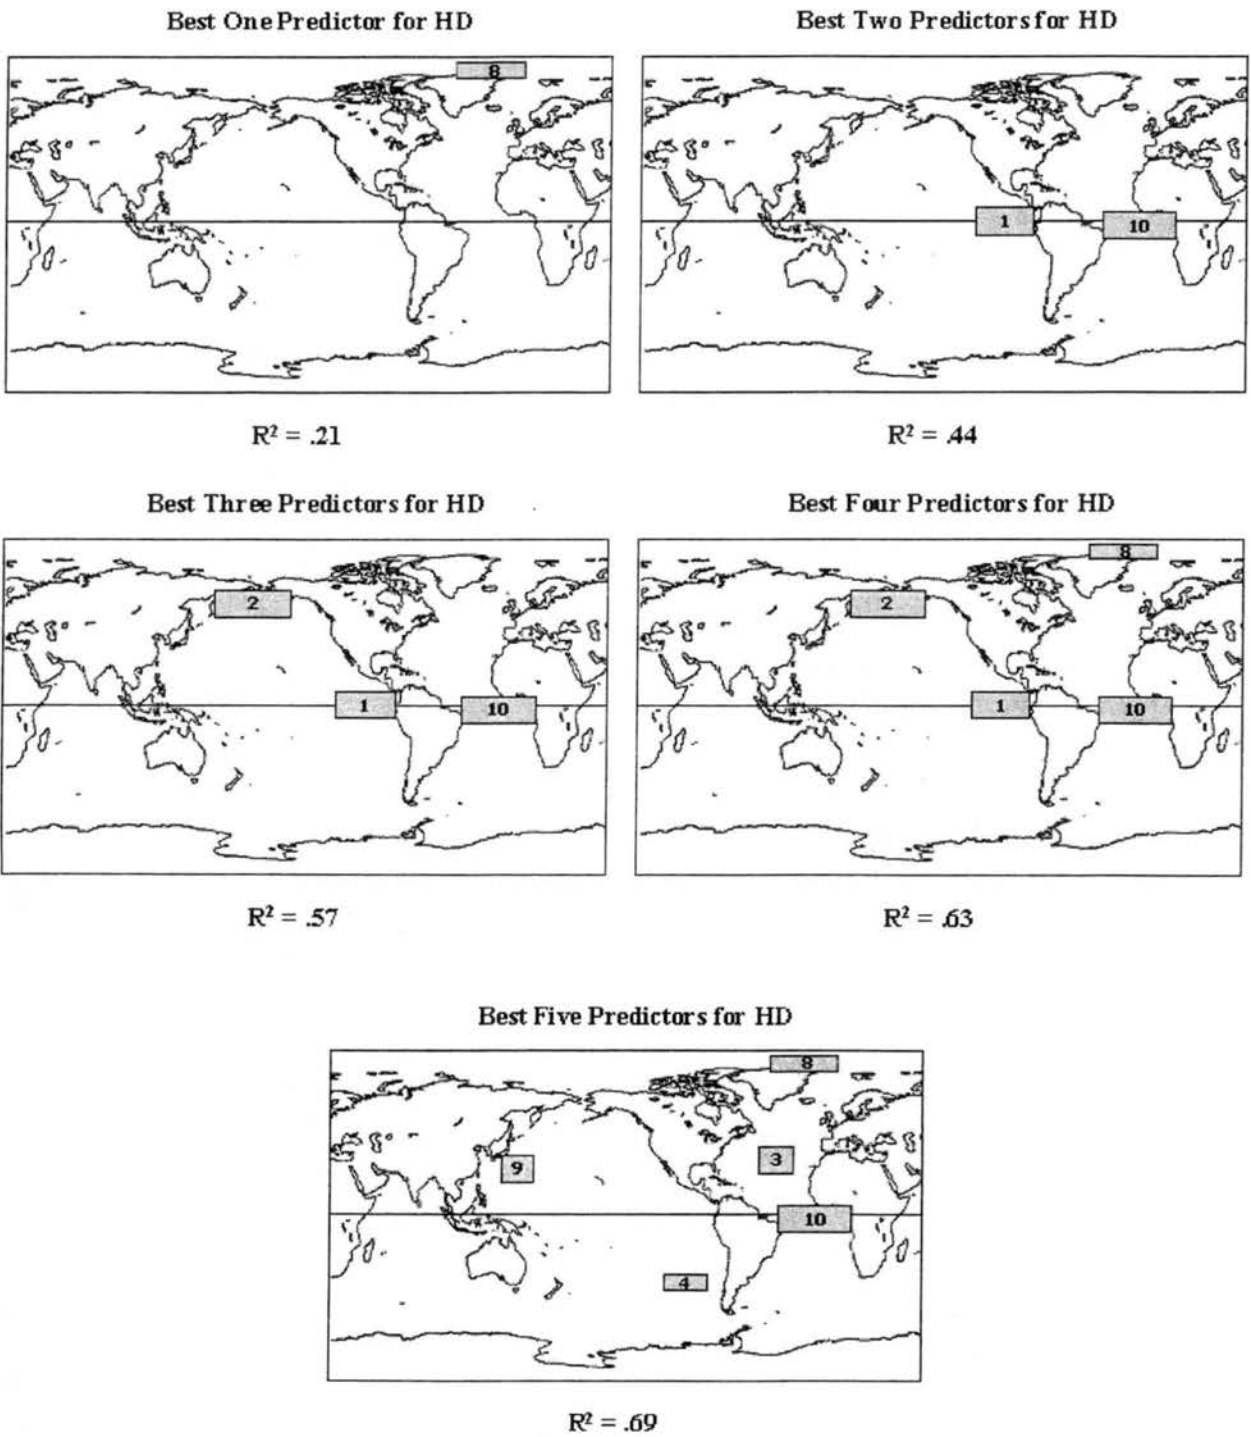 Best One Predictor for HD
Best Two Predictors for HD
8
1
10
R² = .21
R² = .44
Best Three Predictors for HD
Best Four Predictors for HD
2
1
10
8
2
1
10
R² = .57
R² = .63
Best Five Predictors for HD
8
9
3
10
4
R² = .69